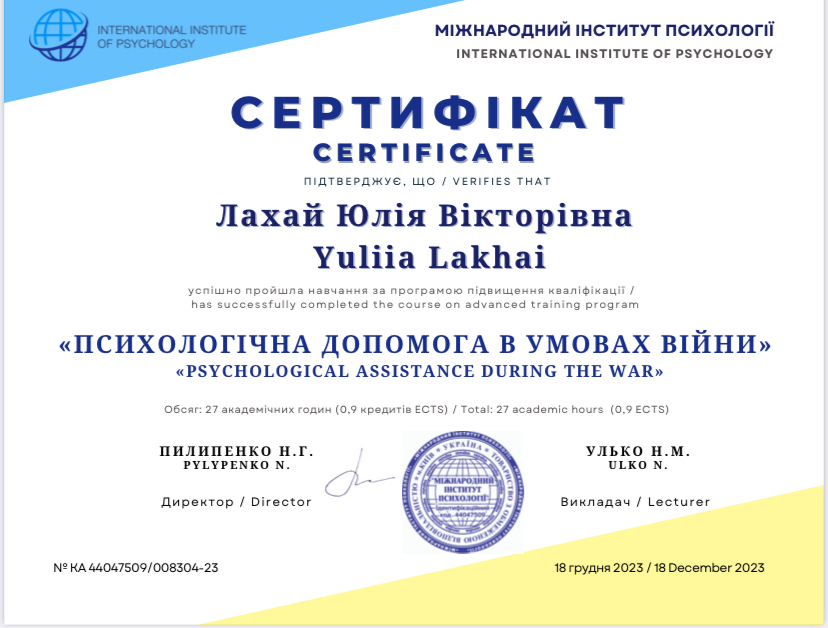 INTERNATIONAL INSTITUTE
OF PSYCHOLOGY
МІЖНАРОДНИЙ ІНСТИТУТ ПСИХОЛОГІЇ
INTERNATIONAL INSTITUTE OF PSYCHOLOGY
СЕРТИФІКАТ
CERTIFICATE
ПІДТВЕРДЖУЄ, ЩО / VERIFIES THAT
Лахай Юлія Вікторівна
Yuliia Lakhai
успішно пройшла навчання за програмою підвищення кваліфікації /
has successfully completed the course on advanced training program
«ПСИХОЛОГІЧНА ДОПОМОГА В УМОВАХ ВІЙНИ»
«PSYCHOLOGICAL ASSISTANCE DURING THE WAR»
Обсяг: 27 академічних годин (0,9 кредитів ECTS) / Total: 27 academic hours (0,9 ECTS)
ПИЛИПЕНКО Н.Г.
PYLYPENKO N.
Директор / Director
УКРАЇНА * ТОВАРИСТВО З ОБМЕЖЕНОЮ ВІДПОВІДАЛЬНІСТЮ * м.КИЇВ *
МІЖНАРОДНИЙ
ІНСТИТУТ
ПСИХОЛОГІЇ
Ідентифікаційний
код 44047509
УЛЬКО Н.М.
ULKO N.
Викладач / Lecturer
№ КА 44047509/008304-23
18 грудня 2023 / 18 December 2023